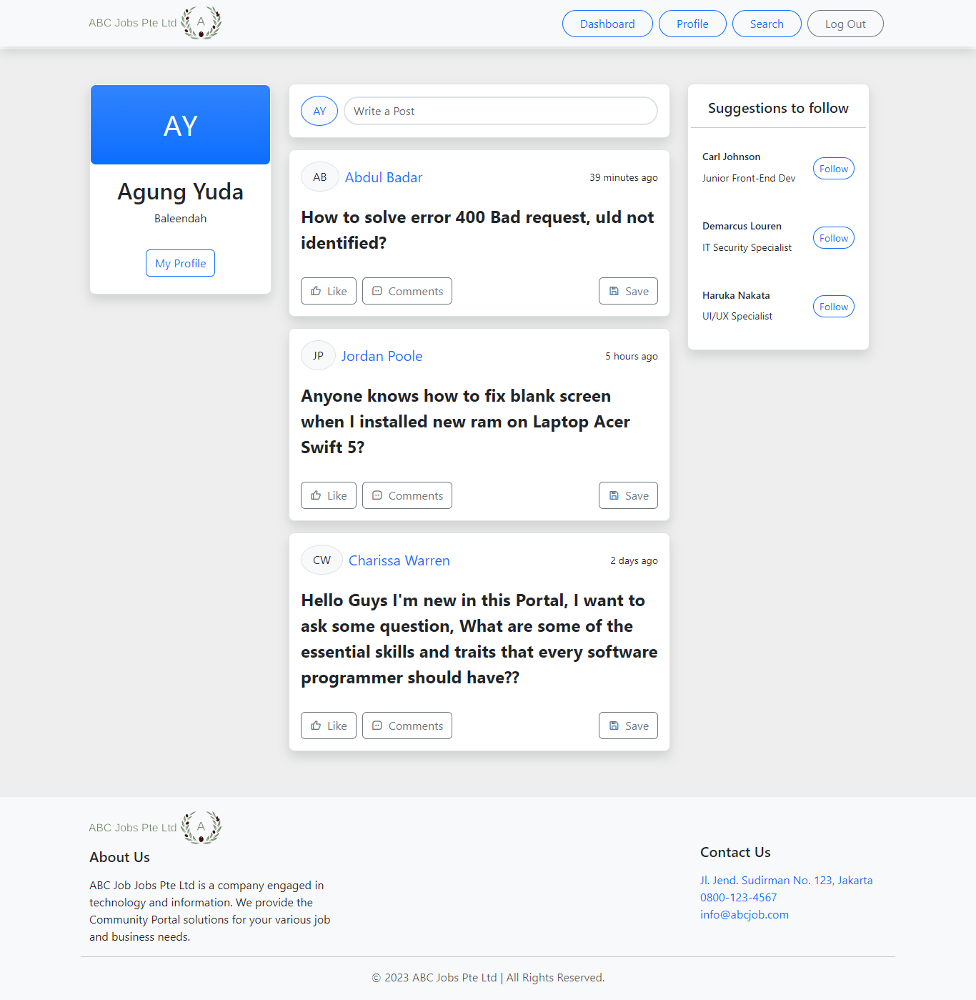 ABC Jobs Pte Ltd A
Dashboard Profile Search Log Out
AY
Agung Yuda
Baleendah
My Profile
AY Write a Post
AB Abdul Badar 39 minutes ago
How to solve error 400 Bad request, uId not
identified?
Like Comments Save
JP Jordan Poole 5 hours ago
Anyone knows how to fix blank screen
when I installed new ram on Laptop Acer
Swift 5?
Like Comments Save
CW Charissa Warren 2 days ago
Hello Guys I'm new in this Portal, I want to
ask some question, What are some of the
essential skills and traits that every software
programmer should have??
Like Comments Save
Suggestions to follow
Carl Johnson
Junior Front-End Dev
Follow
Demarcus Louren
IT Security Specialist
Follow
Haruka Nakata
UI/UX Specialist
Follow
ABC Jobs Pte Ltd A
About Us
ABC Job Jobs Pte Ltd is a company engaged in
technology and information. We provide the
Community Portal solutions for your various job
and business needs.
Contact Us
Jl. Jend. Sudirman No. 123, Jakarta
0800-123-4567
info@abcjob.com
© 2023 ABC Jobs Pte Ltd | All Rights Reserved.